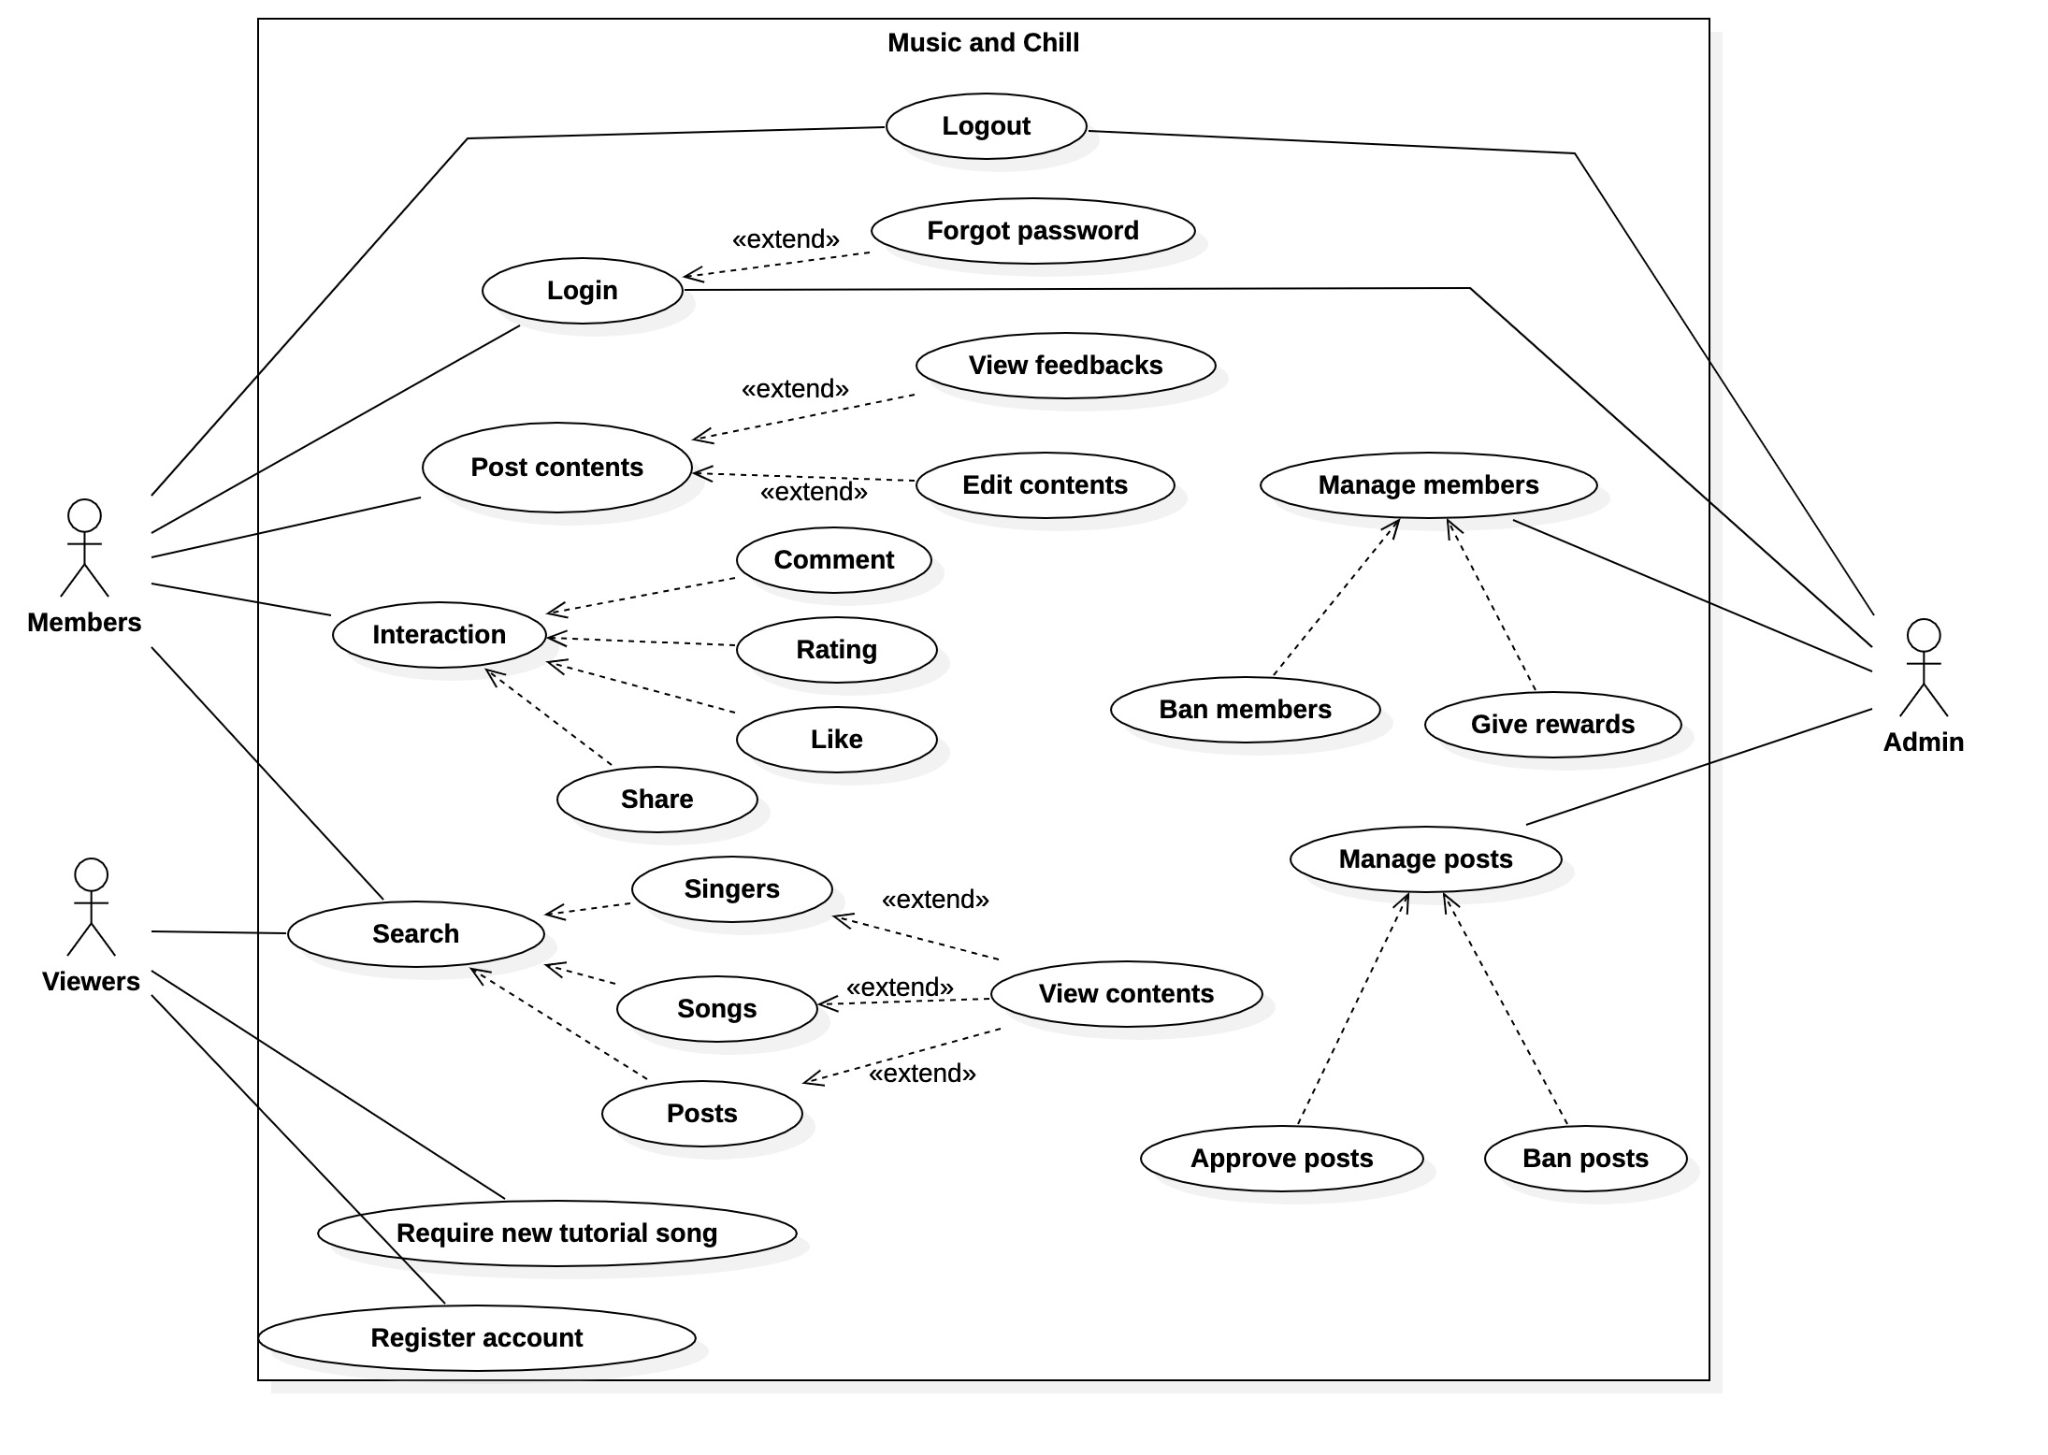 Music and Chill
Logout
Forgot password
«extend»
Login
View feedbacks
«extend»
Post contents
Edit contents
«extend»
Manage members
Comment
Members
Interaction
Rating
Ban members
Give rewards
Admin
Like
Share
Manage posts
Singers
«extend»
Search
Viewers
Songs
«extend»
View contents
«extend»
Posts
Approve posts
Ban posts
Require new tutorial song
Register account